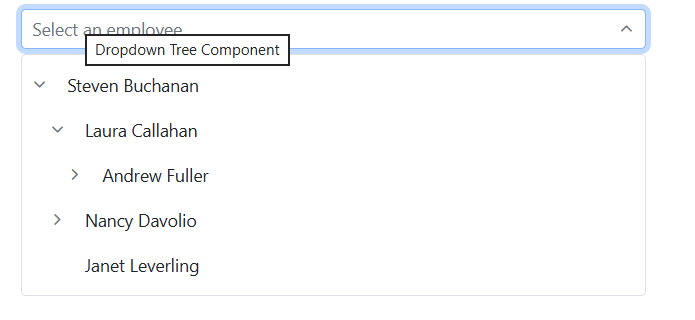 Select an employee
Dropdown Tree Component
Steven Buchanan
Laura Callahan
Andrew Fuller
Nancy Davolio
Janet Leverling